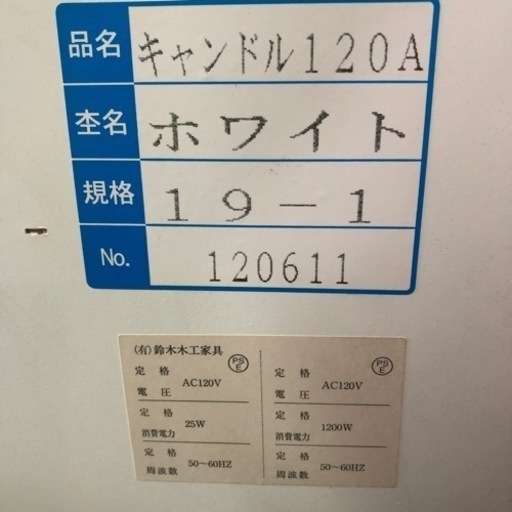 品名 キャンドル120A
杢名 ホワイト
規格 19-1
No. 120611
(有)鈴木木工家具
PSE
定格電圧 AC120V
定格消費電力 25W
定格周波数 50～60HZ
PSE
定格電圧 AC120V
定格消費電力 1200W
定格周波数 50～60HZ